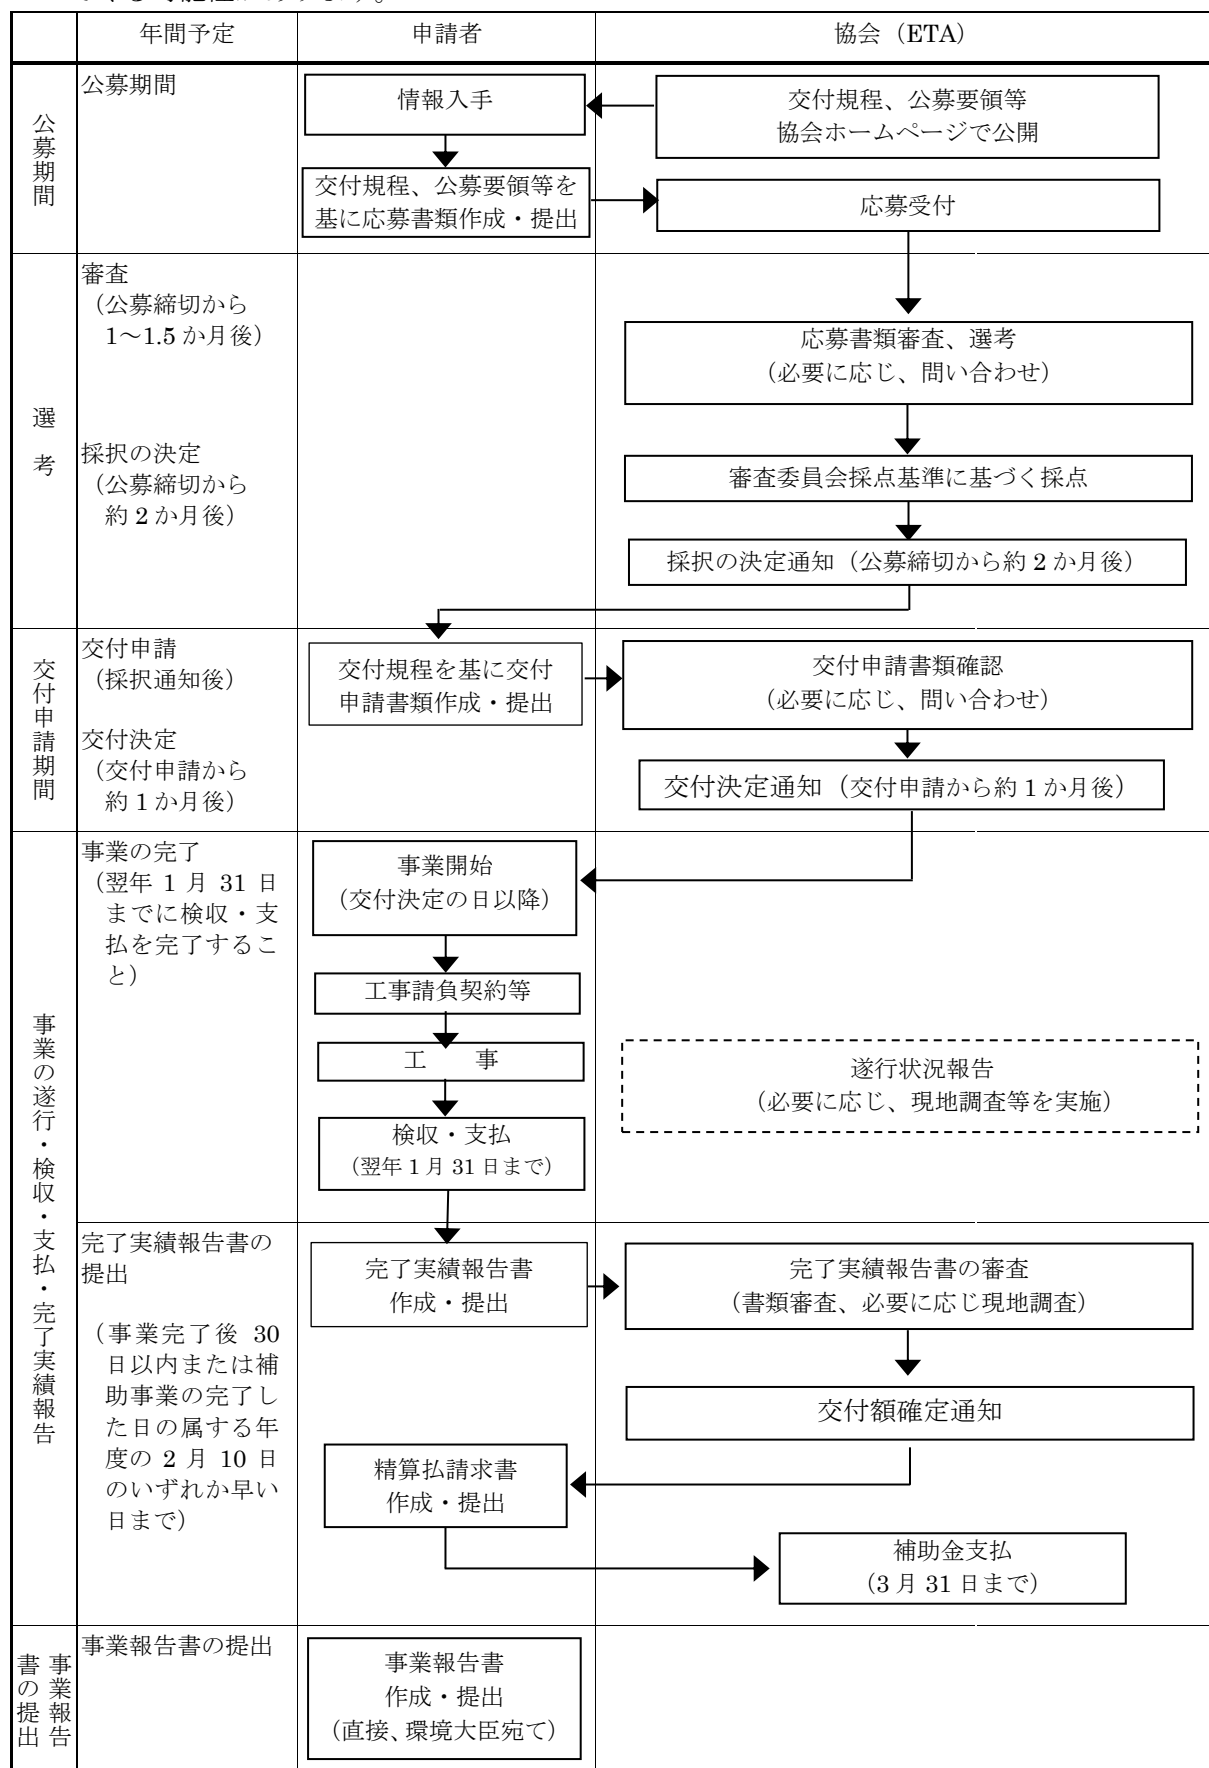 年間予定
申請者
協会（ETA）
公募期間
公募期間
情報入手
交付規程、公募要領等
協会ホームページで公開
交付規程、公募要領等を
基に応募書類作成・提出
応募受付
選考
審査
（公募締切から
1～1.5か月後）
応募書類審査、選考
（必要に応じ、問い合わせ）
採択の決定
（公募締切から
約2か月後）
審査委員会採点基準に基づく採点
採択の決定通知（公募締切から約2か月後）
交付申請期間
交付申請
（採択通知後）
交付規程を基に交付
申請書類作成・提出
交付申請書類確認
（必要に応じ、問い合わせ）
交付決定
（交付申請から
約1か月後）
交付決定通知（交付申請から約1か月後）
事業の遂行・検収・支払・完了実績報告
事業の完了
（翌年1月31日
までに検収・支
払を完了するこ
と）
事業開始
（交付決定の日以降）
工事請負契約等
工　事
遂行状況報告
（必要に応じ、現地調査等を実施）
検収・支払
（翌年1月31日まで）
完了実績報告書の
提出
（事業完了後30
日以内または補
助事業の完了し
た日の属する年
度の2月10日
のいずれか早い
日まで）
完了実績報告書
作成・提出
完了実績報告書の審査
（書類審査、必要に応じ現地調査）
交付額確定通知
精算払請求書
作成・提出
補助金支払
（3月31日まで）
事業報告
書の提出
事業報告書の提出
事業報告書
作成・提出
（直接、環境大臣宛て）